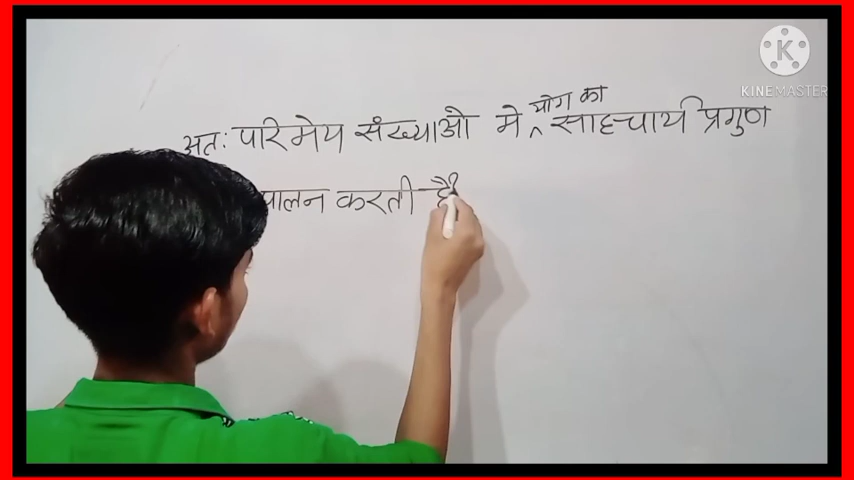 अतः परिमेय संख्याओ मे योग का साहचार्य प्रगुण
पालन करती है
K
KINEMASTER